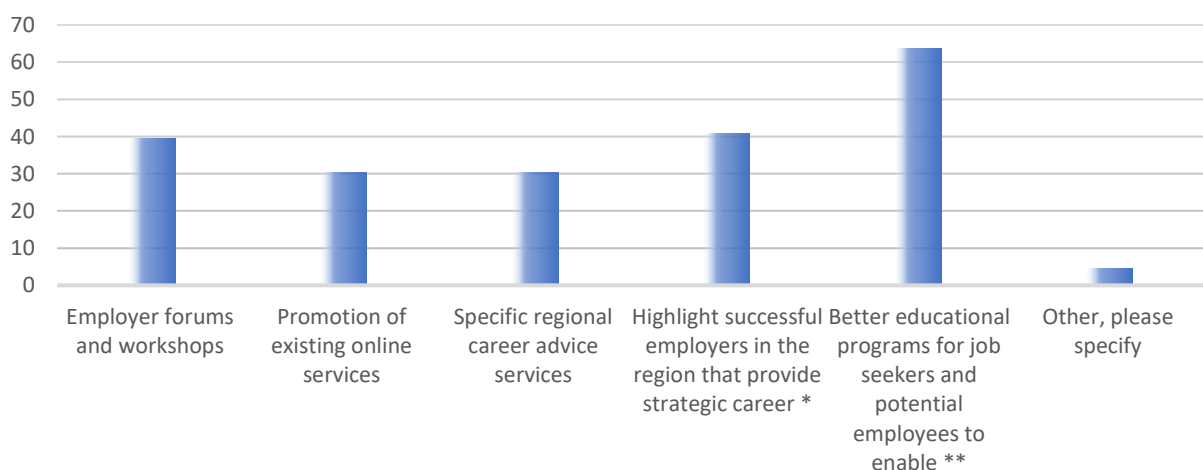 70
60
50
40
30
20
10
0
Employer forums
and workshops
Promotion of
existing online
services
Specific regional
career advice
services
Highlight successful
employers in the
region that provide
strategic career *
Better educational
programs for job
seekers and
potential
employees to
enable **
Other, please
specify